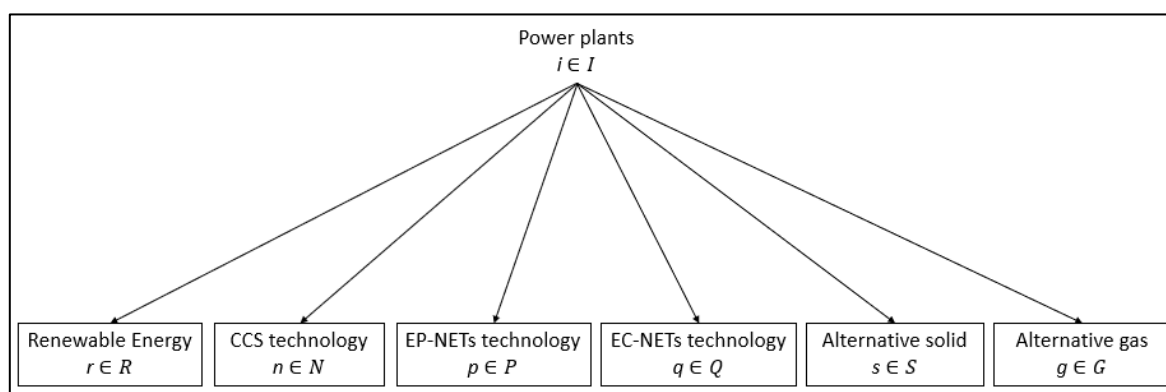 Power plants
i ∈ I
Renewable Energy
r ∈ R
CCS technology
n ∈ N
EP-NETs technology
p ∈ P
EC-NETs technology
q ∈ Q
Alternative solid
s ∈ S
Alternative gas
g ∈ G